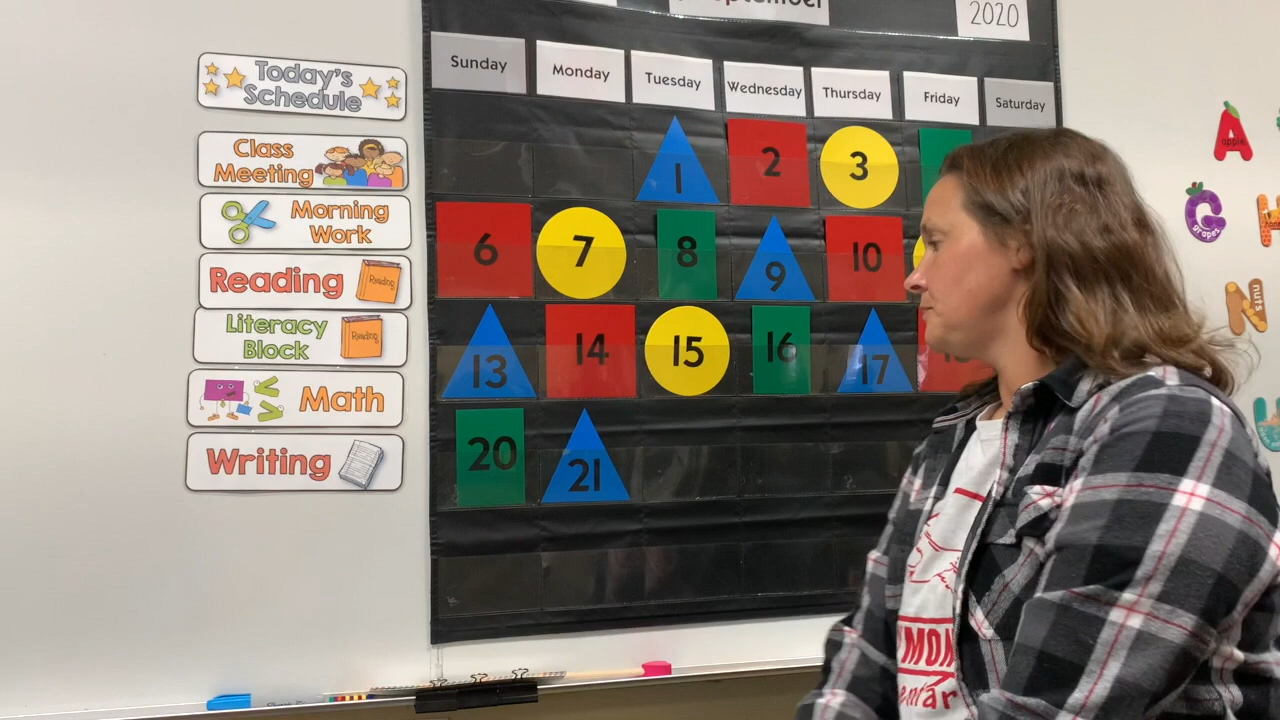 September
2020
Sunday Monday Tuesday Wednesday Thursday Friday Saturday
1 2 3
6 7 8 9 10
13 14 15 16 17
20 21
Today's
Schedule
Class
Meeting
Morning
Work
Reading
Reading
Literacy
Block
Reading
Math
Writing
A
apple
G
grapes
N
nuts